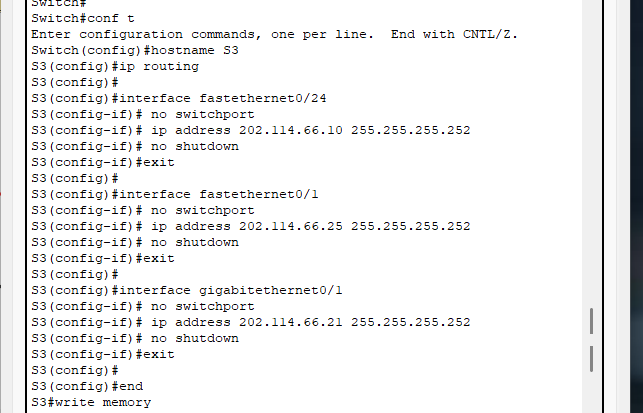 Switch#
Switch#conf t
Enter configuration commands, one per line.  End with CNTL/Z.
Switch(config)#hostname S3
S3(config)#ip routing
S3(config)#
S3(config)#interface fastethernet0/24
S3(config-if)# no switchport
S3(config-if)# ip address 202.114.66.10 255.255.255.252
S3(config-if)# no shutdown
S3(config-if)#exit
S3(config)#
S3(config)#interface fastethernet0/1
S3(config-if)# no switchport
S3(config-if)# ip address 202.114.66.25 255.255.255.252
S3(config-if)# no shutdown
S3(config-if)#exit
S3(config)#
S3(config)#interface gigabitethernet0/1
S3(config-if)# no switchport
S3(config-if)# ip address 202.114.66.21 255.255.255.252
S3(config-if)# no shutdown
S3(config-if)#exit
S3(config)#
S3(config)#end
S3#write memory